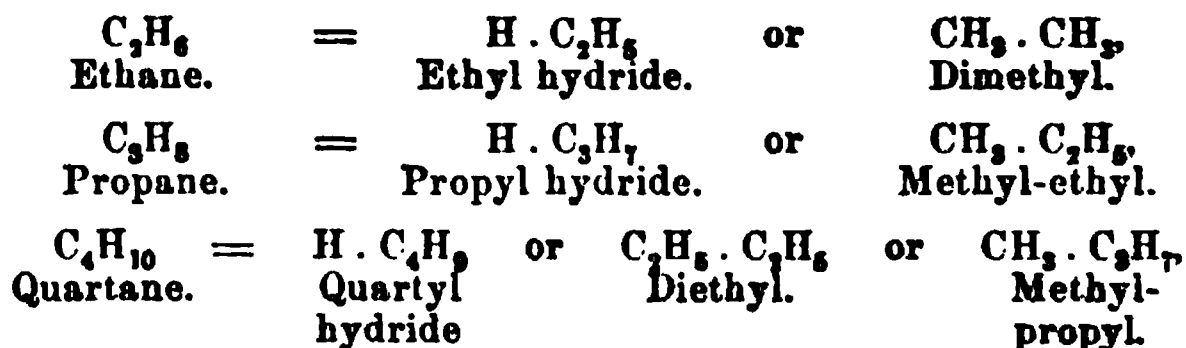 C₂H₆ = H . C₂H₅ or CH₃ . CH₃,
Ethane. Ethyl hydride. Dimethyl.
C₃H₈ = H . C₃H₇ or CH₃ . C₂H₅,
Propane. Propyl hydride. Methyl-ethyl.
C₄H₁₀ = H . C₄H₉ or C₂H₅ . C₂H₅ or CH₃ . C₃H₇,
Quartane. Quartyl Diethyl. Methyl-
hydride propyl.